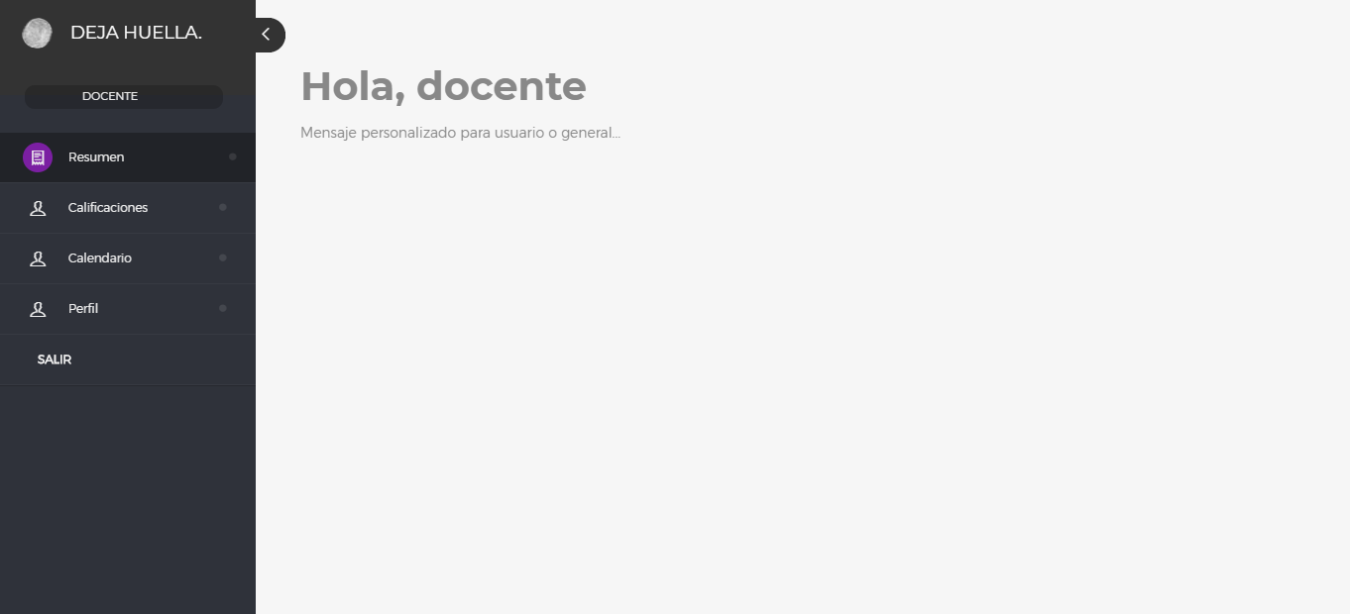 DEJA HUELLA.
DOCENTE
Resumen
Calificaciones
Calendario
Perfil
SALIR
Hola, docente
Mensaje personalizado para usuario o general...